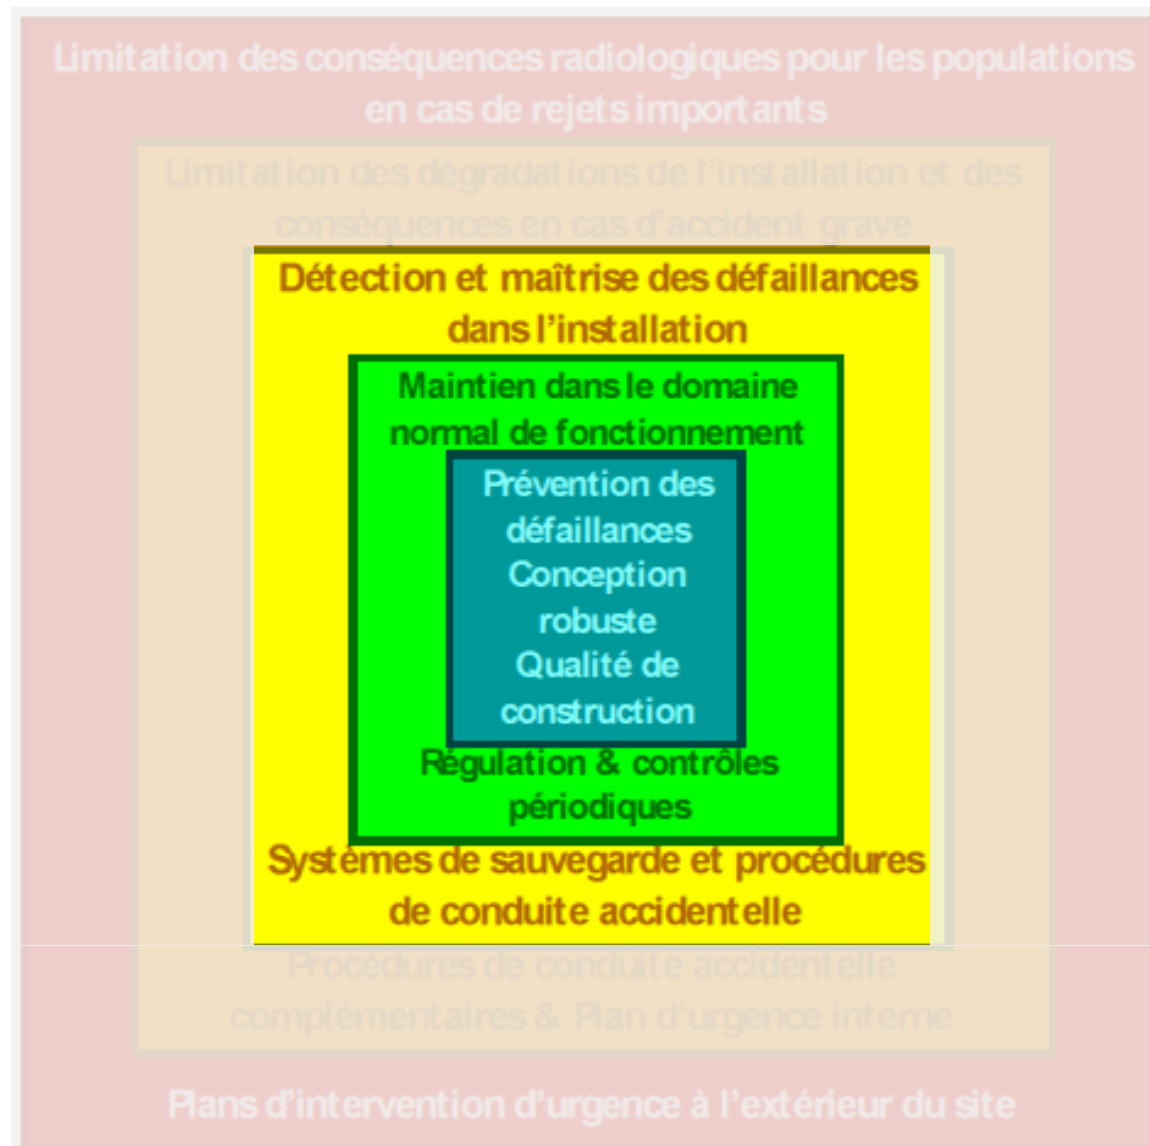 Limitation des conséquences radiologiques pour les populations
en cas de rejets importants
Limitation des dégradations de l'installation et des
conséquences en cas d'accident grave
Détection et maîtrise des défaillances
dans l'installation
Maintien dans le domaine
normal de fonctionnement
Prévention des
défaillances
Conception
robuste
Qualité de
construction
Régulation & contrôles
périodiques
Systèmes de sauvegarde et procédures
de conduite accidentelle
Procédures de conduite accidentelle
complémentaires & Plan d'urgence interne
Plans d'intervention d'urgence à l'extérieur du site